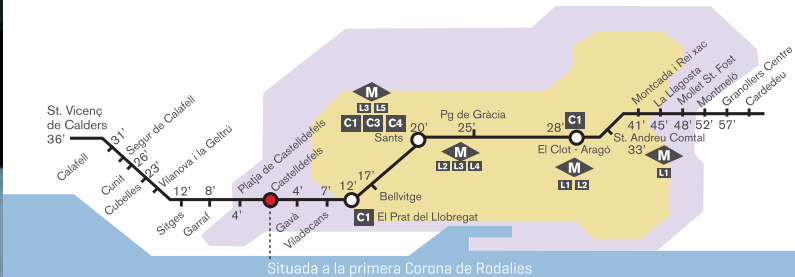 St. Vicenç
de Calders
36'
Calafell
31'
Segur de Calafell
Cunit
26'
Cubelles
23'
Vilanova i la Geltrú
12'
Sitges
8'
Garraf
Platja de Castelldefels
4'
Castelldefels
4'
Gavà
7'
Viladecans
12'
C1 El Prat del Llobregat
17'
Bellvitge
M
L3 L5
C1 C3 C4
Sants 20'
Pg de Gràcia
25'
M
L2 L3 L4
C1
28'
El Clot - Aragó
M
L1 L2
St. Andreu Comtal
33'
M
L1
Montcada i Rei xac
41'
La Llagosta
45'
Mollet St. Fost
48'
Montmeló
52'
Granollers Centre
57'
Cardedeu
Situada a la primera Corona de Rodalies